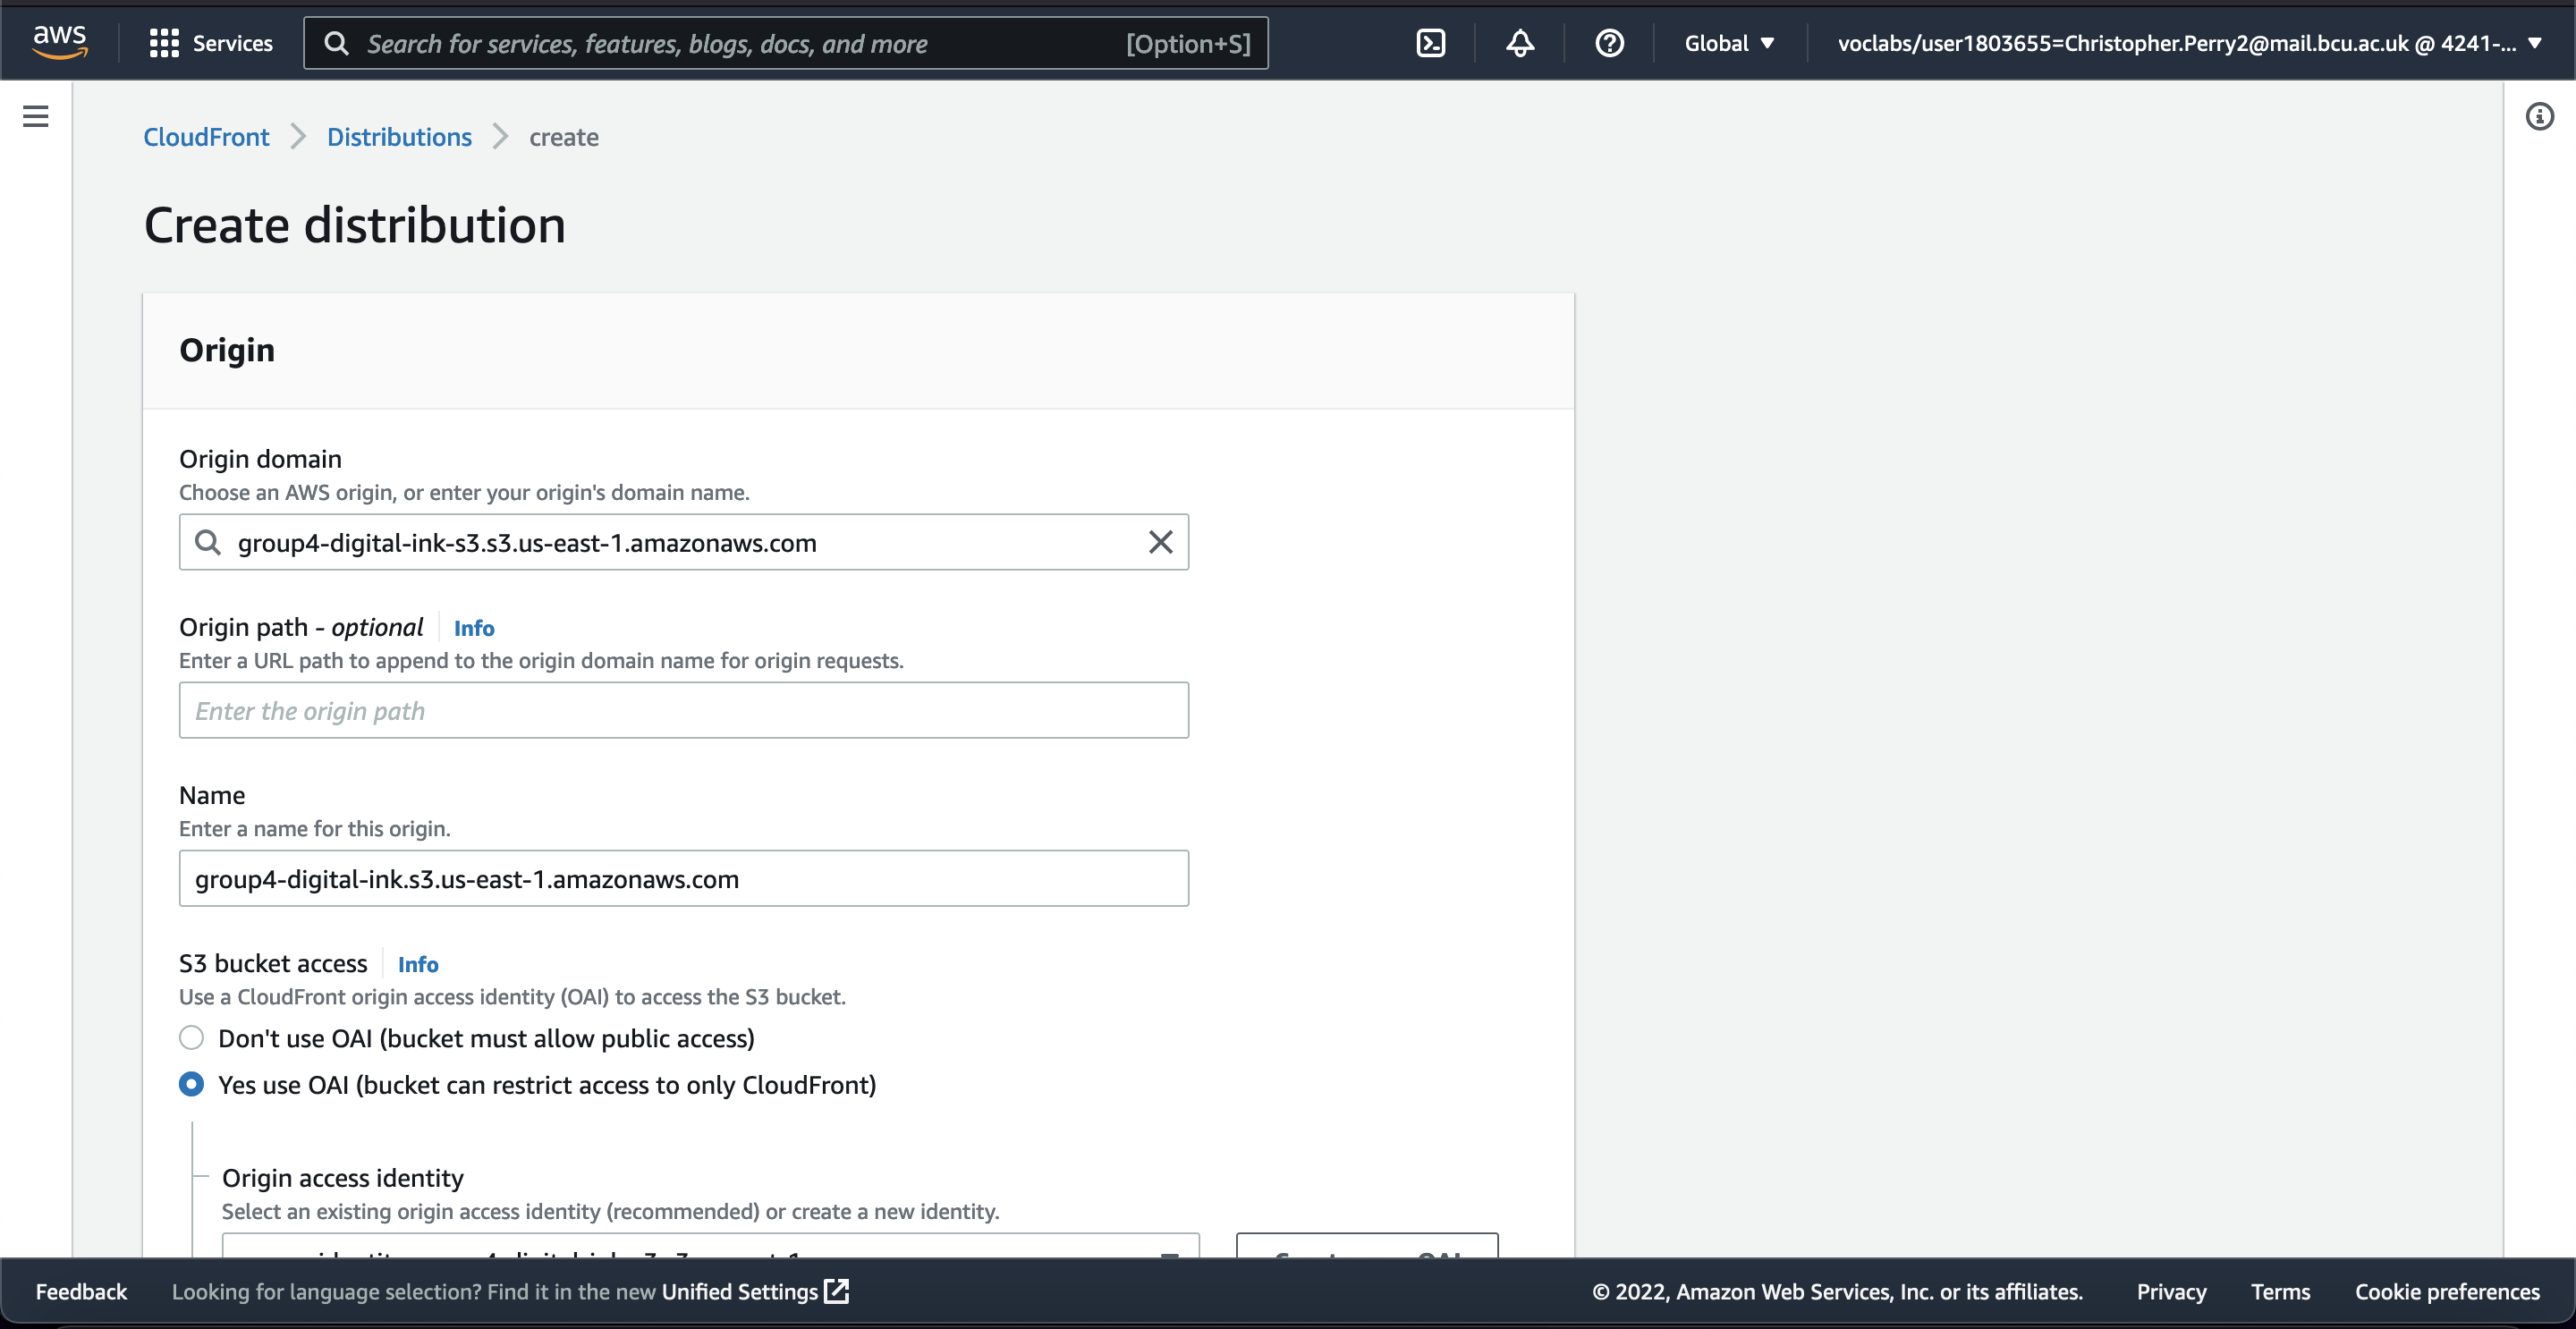 aws Services Search for services, features, blogs, docs, and more [Option+S] Global voclabs/user1803655=Christopher.Perry2@mail.bcu.ac.uk @ 4241-...
CloudFront Distributions create
Create distribution
Origin
Origin domain
Choose an AWS origin, or enter your origin's domain name.
group4-digital-ink-s3.s3.us-east-1.amazonaws.com
Origin path - optional Info
Enter a URL path to append to the origin domain name for origin requests.
Enter the origin path
Name
Enter a name for this origin.
group4-digital-ink.s3.us-east-1.amazonaws.com
S3 bucket access Info
Use a CloudFront origin access identity (OAI) to access the S3 bucket.
Don't use OAI (bucket must allow public access)
Yes use OAI (bucket can restrict access to only CloudFront)
Origin access identity
Select an existing origin access identity (recommended) or create a new identity.
Feedback Looking for language selection? Find it in the new Unified Settings © 2022, Amazon Web Services, Inc. or its affiliates. Privacy Terms Cookie preferences